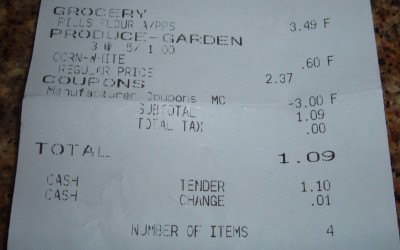 GROCERY
PILLS FLOUR A/PPS 3.49 F
PRODUCE-GARDEN
3 @ 5/ 1.00
CORN-WHITE .60 F
REGULAR PRICE 2.37
COUPONS
Manufacturer Coupons MC -3.00 F
SUBTOTAL 1.09
TOTAL TAX .00
TOTAL 1.09
CASH TENDER 1.10
CASH CHANGE .01
NUMBER OF ITEMS 4